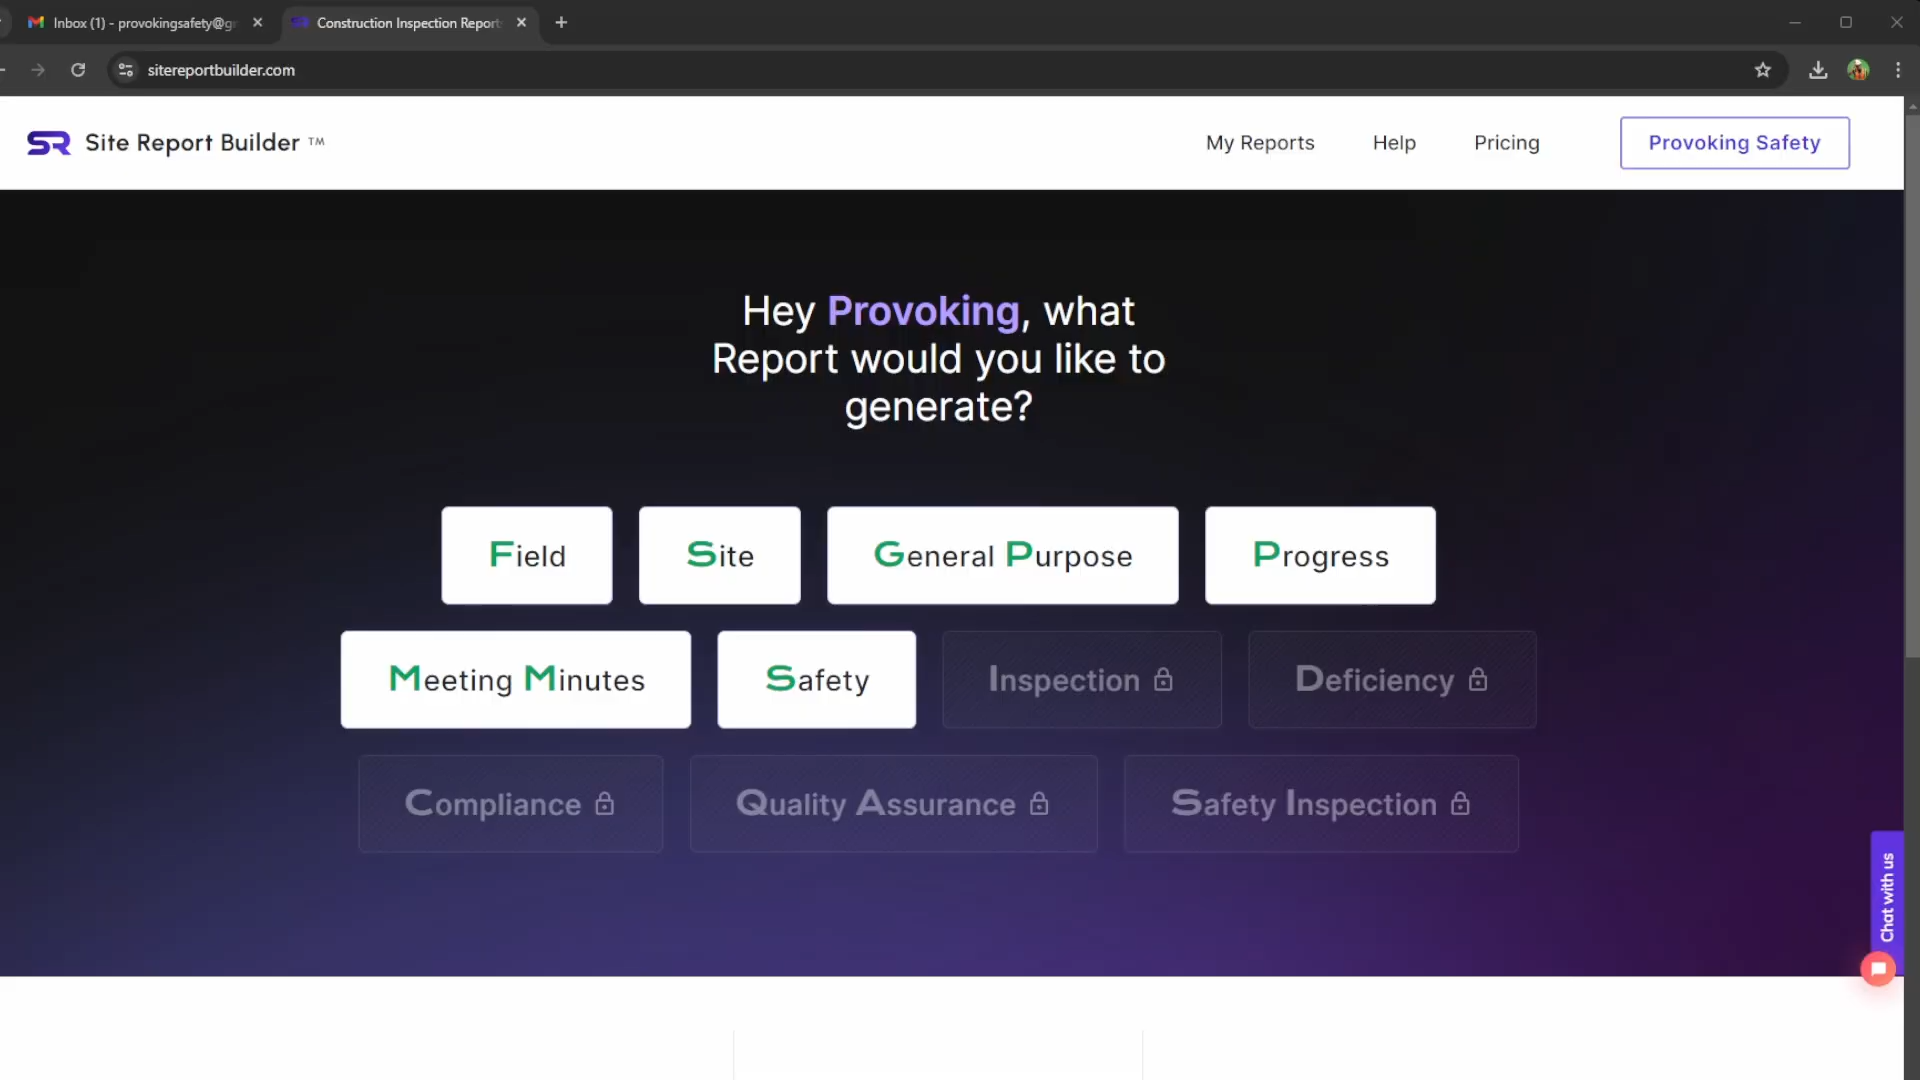 Inbox (1) - provokingsafety@g
Construction Inspection Report
sitereportbuilder.com
SR Site Report Builder TM
My Reports
Help
Pricing
Provoking Safety
Hey Provoking, what
Report would you like to
generate?
Field
Site
General Purpose
Progress
Meeting Minutes
Safety
Inspection
Deficiency
Compliance
Quality Assurance
Safety Inspection
Chat with us